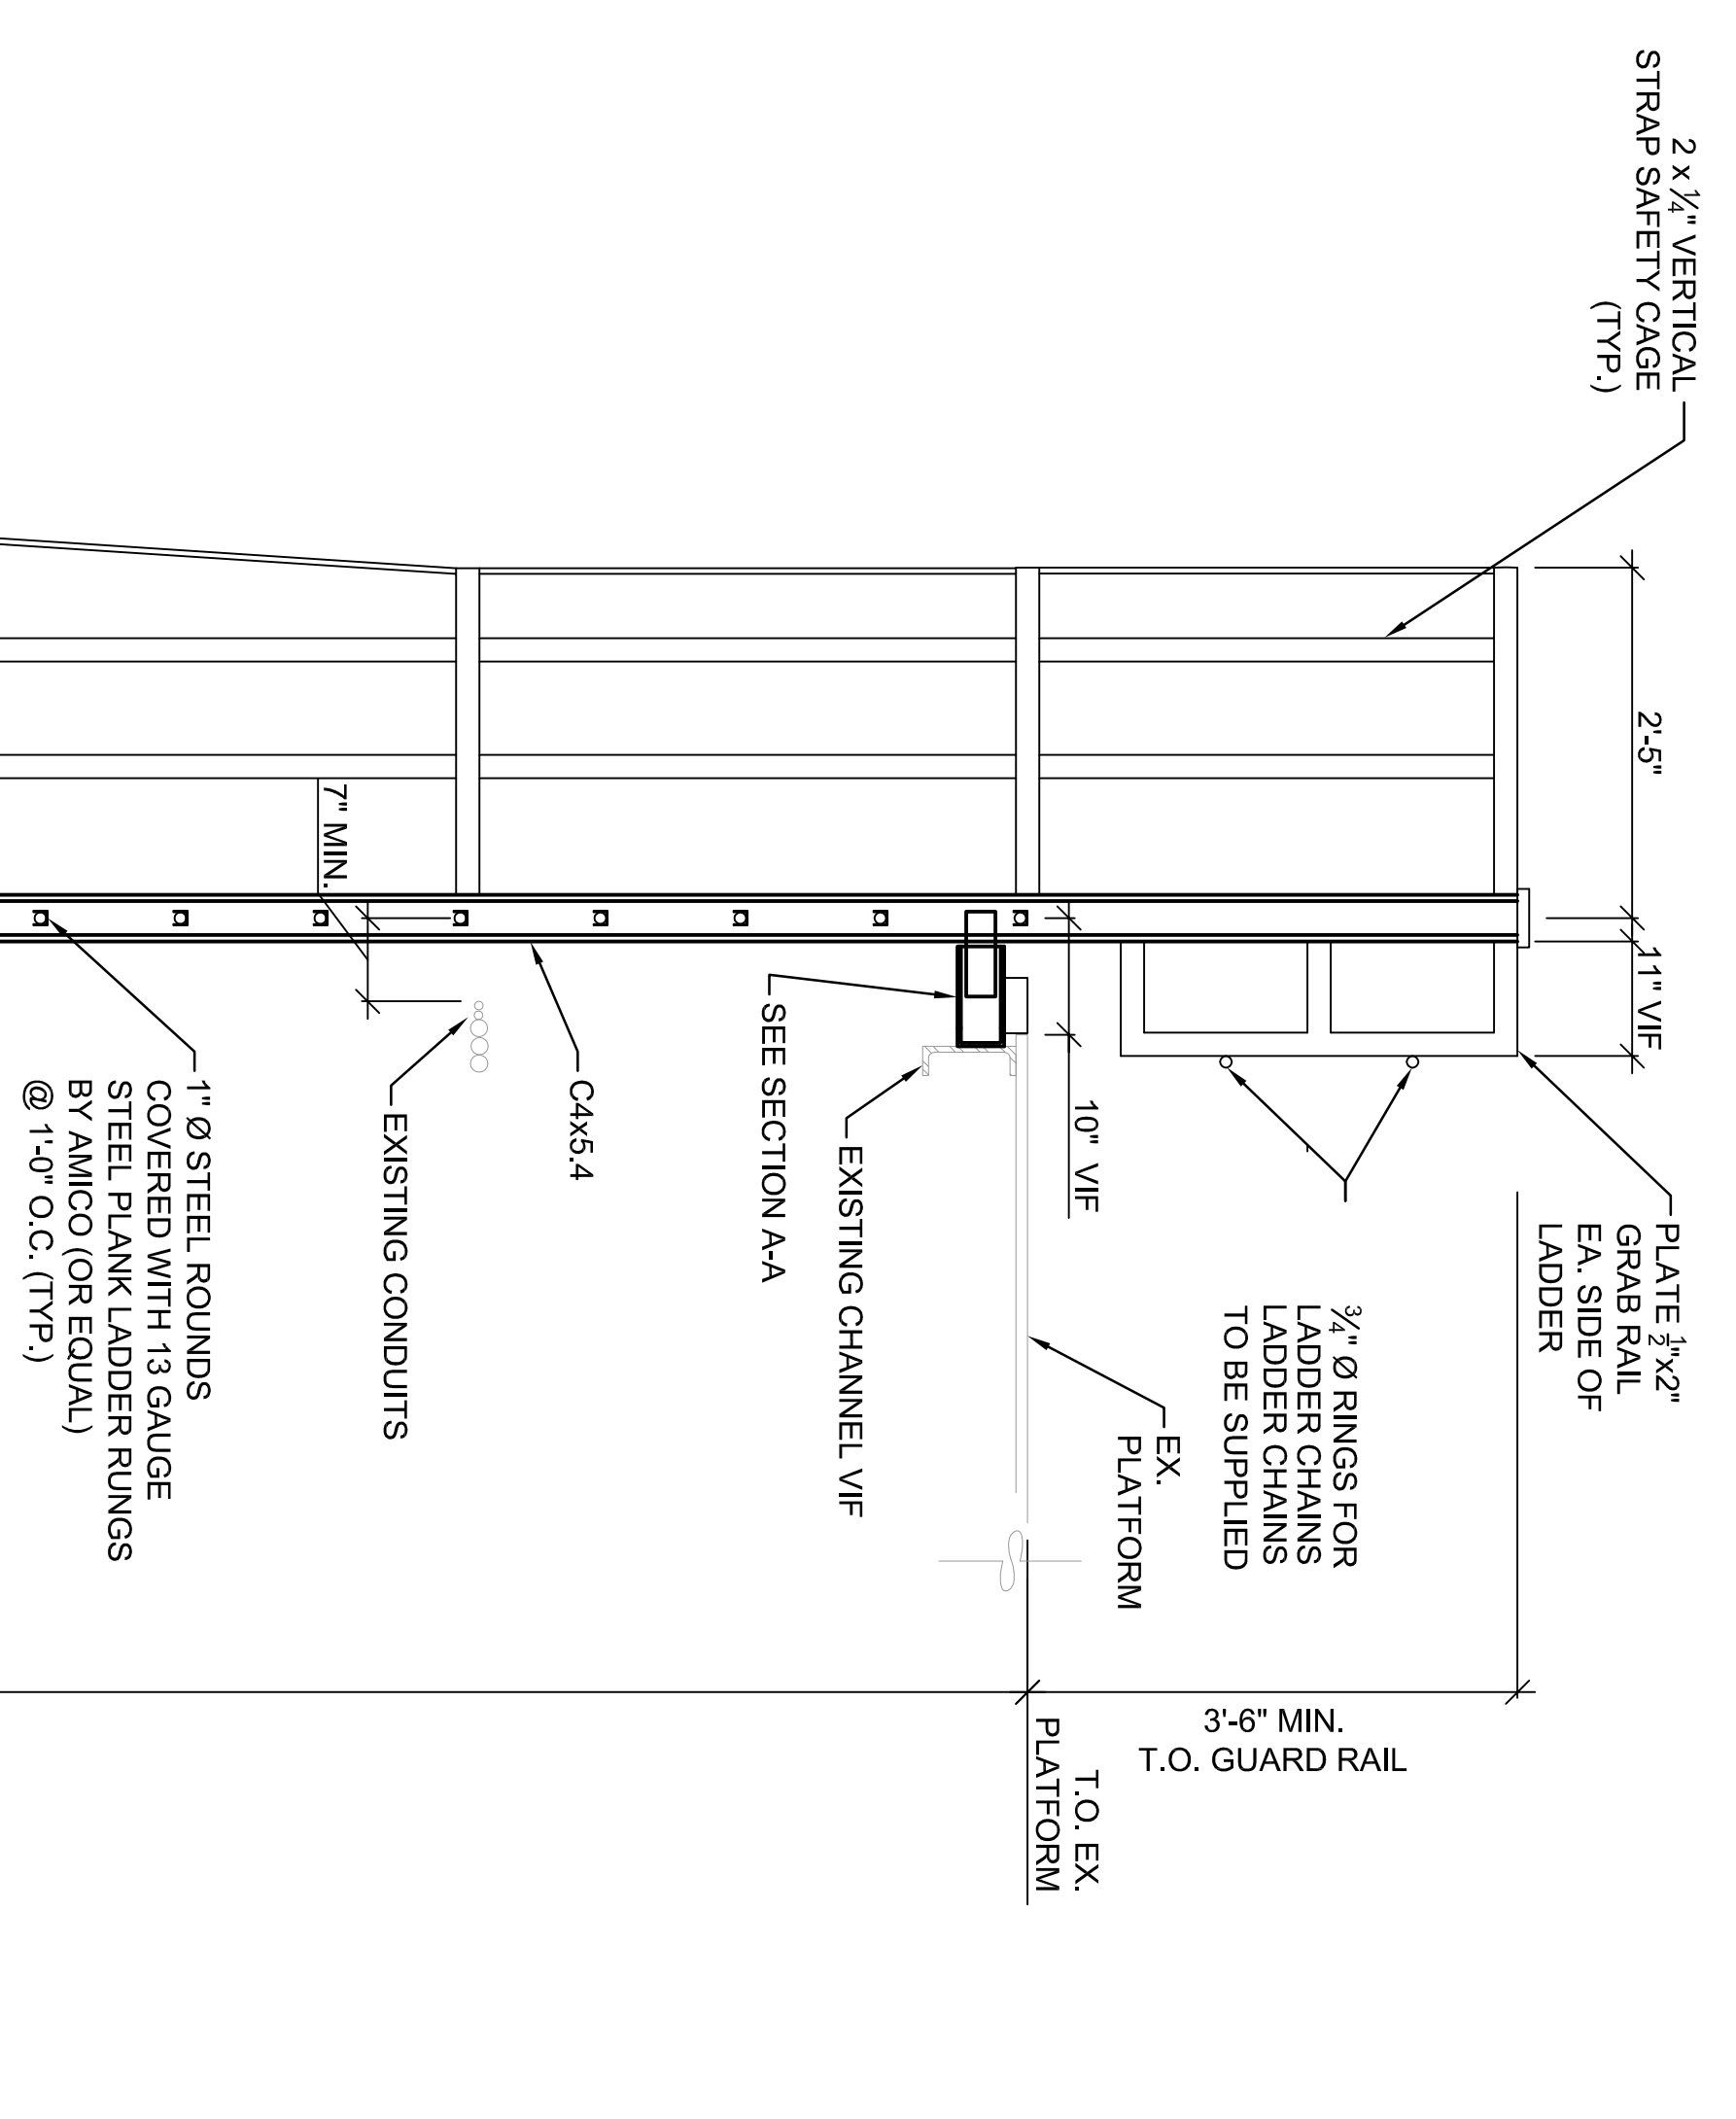 2 x 1/4" VERTICAL
STRAP SAFETY CAGE
(TYP.)
2'-5"
11" VIF
PLATE 1/2"x2"
GRAB RAIL
EA. SIDE OF
LADDER
3/4" Ø RINGS FOR
LADDER CHAINS
LADDER CHAINS
TO BE SUPPLIED
3'-6" MIN.
T.O. GUARD RAIL
EX.
PLATFORM
T.O. EX.
PLATFORM
10" VIF
EXISTING CHANNEL VIF
SEE SECTION A-A
C4x5.4
7" MIN.
EXISTING CONDUITS
1" Ø STEEL ROUNDS
COVERED WITH 13 GAUGE
STEEL PLANK LADDER RUNGS
BY AMICO (OR EQUAL)
@ 1'-0" O.C. (TYP.)